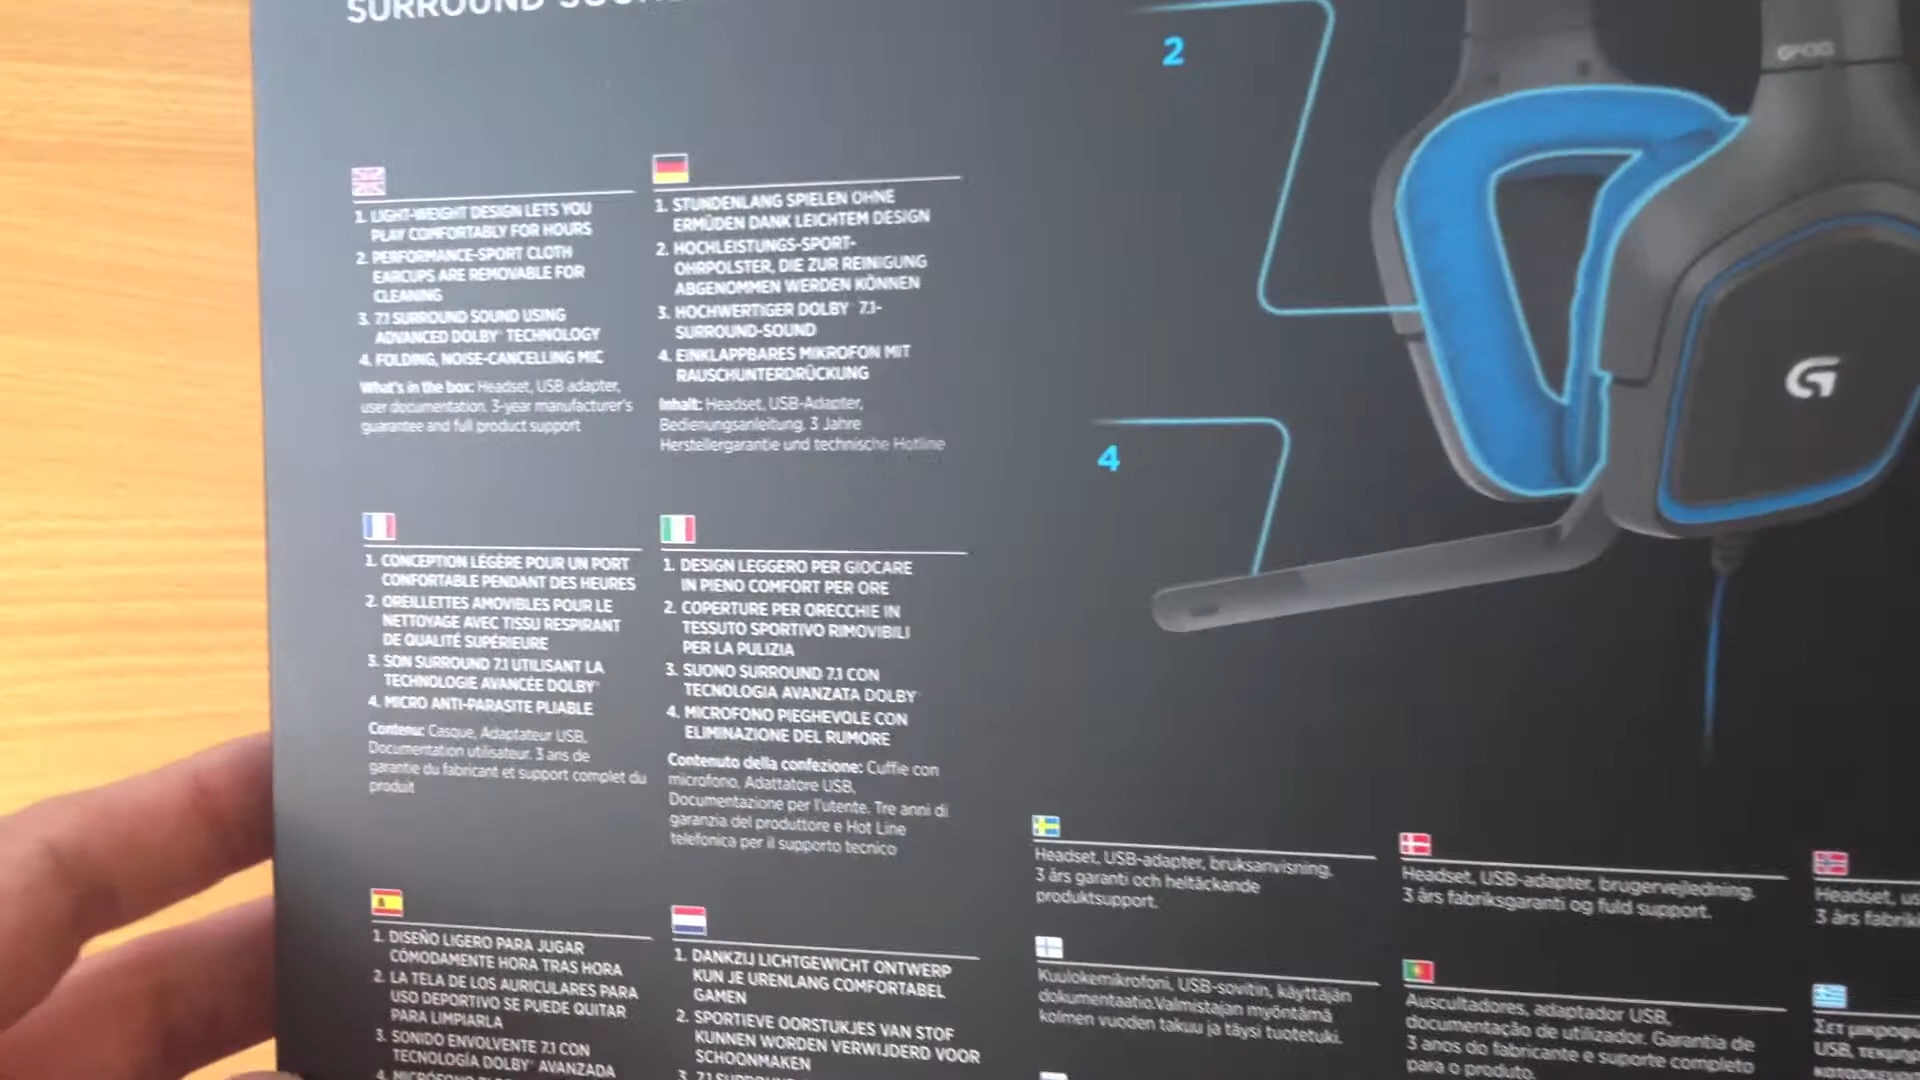 SURROUND
2
G430
1. LIGHT-WEIGHT DESIGN LETS YOU
PLAY COMFORTABLY FOR HOURS
2. PERFORMANCE-SPORT CLOTH
EARCUPS ARE REMOVABLE FOR
CLEANING
3. 7.1 SURROUND SOUND USING
ADVANCED DOLBY® TECHNOLOGY
4. FOLDING, NOISE-CANCELLING MIC
What's in the box: Headset, USB adapter,
user documentation. 3-year manufacturer's
guarantee and full product support
1. STUNDENLANG SPIELEN OHNE
ERMÜDEN DANK LEICHTEM DESIGN
2. HOCHLEISTUNGS-SPORT-
OHRPOLSTER, DIE ZUR REINIGUNG
ABGENOMMEN WERDEN KÖNNEN
3. HOCHWERTIGER DOLBY® 7.1-
SURROUND-SOUND
4. EINKLAPPBARES MIKROFON MIT
RAUSCHUNTERDRÜCKUNG
Inhalt: Headset, USB-Adapter,
Bedienungsanleitung. 3 Jahre
Herstellergarantie und technische Hotline
4
G
1. CONCEPTION LÉGÈRE POUR UN PORT
CONFORTABLE PENDANT DES HEURES
2. OREILLETTES AMOVIBLES POUR LE
NETTOYAGE AVEC TISSU RESPIRANT
DE QUALITÉ SUPÉRIEURE
3. SON SURROUND 7.1 UTILISANT LA
TECHNOLOGIE AVANCÉE DOLBY®
4. MICRO ANTI-PARASITE PLIABLE
Contenu: Casque, Adaptateur USB,
Documentation utilisateur. 3 ans de
garantie du fabricant et support complet du
produit
1. DESIGN LEGGERO PER GIOCARE
IN PIENO COMFORT PER ORE
2. COPERTURE PER ORECCHIE IN
TESSUTO SPORTIVO RIMOVIBILI
PER LA PULIZIA
3. SUONO SURROUND 7.1 CON
TECNOLOGIA AVANZATA DOLBY®
4. MICROFONO PIEGHEVOLE CON
ELIMINAZIONE DEL RUMORE
Contenuto della confezione: Cuffie con
microfono, Adattatore USB,
Documentazione per l'utente. Tre anni di
garanzia del produttore e Hot Line
telefonica per il supporto tecnico
1. DISEÑO LIGERO PARA JUGAR
CÓMODAMENTE HORA TRAS HORA
2. LA TELA DE LOS AURICULARES PARA
USO DEPORTIVO SE PUEDE QUITAR
PARA LIMPIARLA
3. SONIDO ENVOLVENTE 7.1 CON
TECNOLOGÍA DOLBY® AVANZADA
4. MICRÓFONO
1. DANKZIJ LICHTGEWICHT ONTWERP
KUN JE URENLANG COMFORTABEL
GAMEN
2. SPORTIEVE OORSTUKJES VAN STOF
KUNNEN WORDEN VERWIJDERD VOOR
SCHOONMAKEN
3. 7.1
Headset, USB-adapter, bruksanvisning.
3 års garanti och heltäckande
produktsupport.
Headset, USB-adapter, brugervejledning.
3 års fabriksgaranti og fuld support.
Headset,
3 års
Kuulokemikrofoni, USB-sovitin, käyttäjän
dokumentaatio.Valmistajan myöntämä
kolmen vuoden takuu ja täysi tuotetuki.
Auscultadores, adaptador USB,
documentação de utilizador. Garantia de
3 anos do fabricante e suporte completo
para o produto.
Σετ
USB,